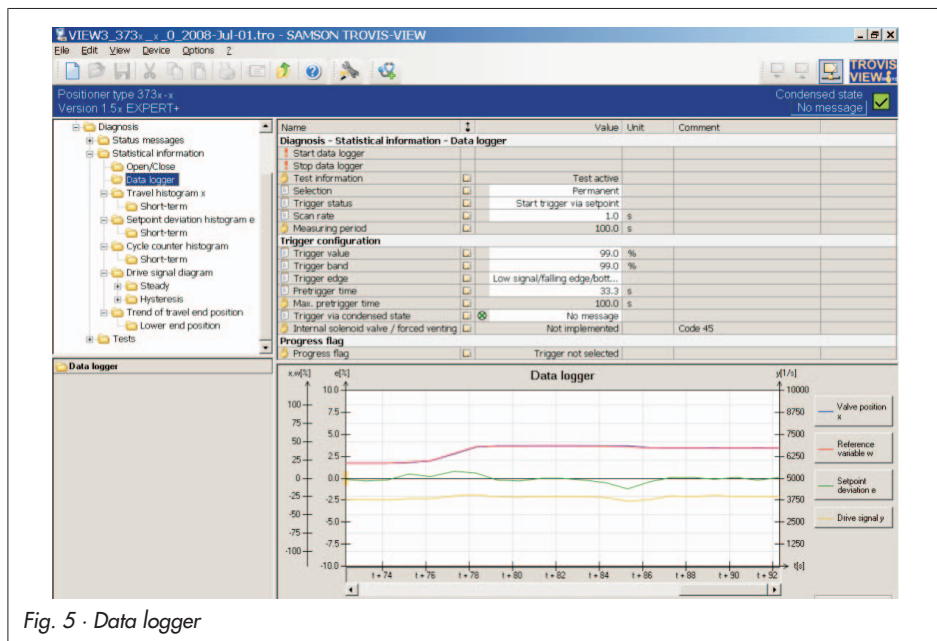 VIEW3_373x _x_0_2008-Jul-01.tro - SAMSON TROVIS-VIEW
File Edit View Device Options ?
TROVIS
VIEW4
Positioner type 373x-x
Version 1.5x EXPERT+
Condensed state
No message
Diagnosis
Status messages
Statistical information
Open/Close
Data logger
Travel histogram x
Short-term
Setpoint deviation histogram e
Short-term
Cycle counter histogram
Short-term
Drive signal diagram
Steady
Hysteresis
Trend of travel end position
Lower end position
Tests
Name Value Unit Comment
Diagnosis - Statistical information - Data logger
Start data logger
Stop data logger
Test information Test active
Selection Permanent
Trigger status Start trigger via setpoint
Scan rate 1.0 s
Measuring period 100.0 s
Trigger configuration
Trigger value 99.0 %
Trigger band 99.0 %
Trigger edge Low signal/falling edge/bott...
Pretrigger time 33.3 s
Max. pretrigger time 100.0 s
Trigger via condensed state No message
Internal solenoid valve / forced venting Not implemented Code 45
Progress flag
Progress flag Trigger not selected
Data logger
x,w[%] e[%] Data logger y[1/s]
10.0 10000
100 7.5 8750
75 5.0 7500
50
25 2.5 6250
0 0.0 5000
-25 -2.5 3750
-50 -5.0 2500
-75 -7.5 1250
-100
-10.0 t[s]
t + 74 t + 76 t + 78 t + 80 t + 82 t + 84 t + 86 t + 88 t + 90 t + 92
Valve position
x
Reference
variable w
Setpoint
deviation e
Drive signal y
Fig. 5 · Data logger